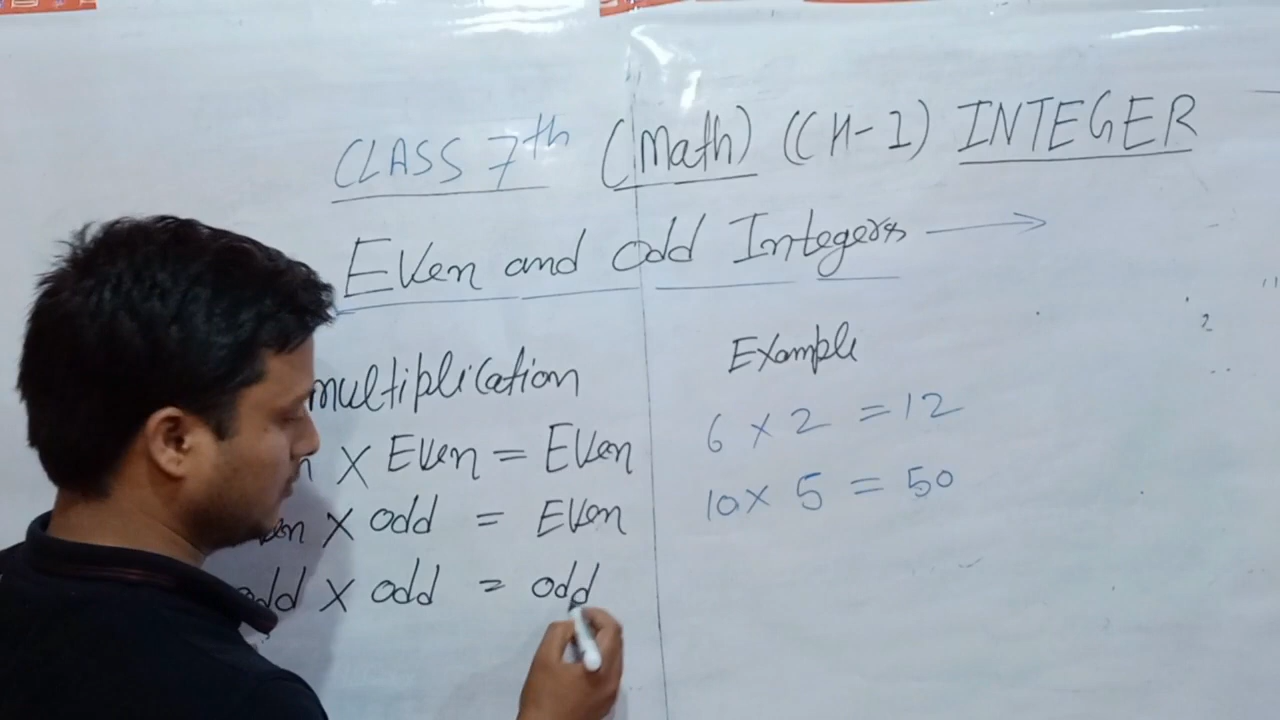 CLASS 7th (Math) (CH-1) INTEGER
Even and odd Integers →
multiplication
Example
X Even = Even
6 x 2 = 12
X odd = Even
10 x 5 = 50
odd X odd = odd